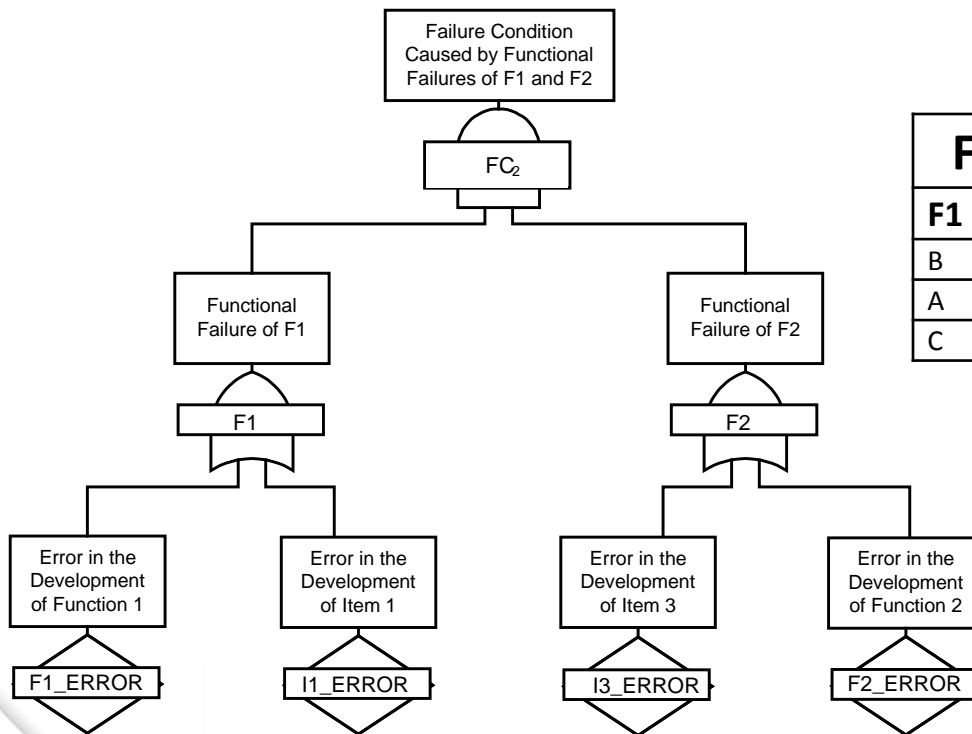 Failure Condition
Caused by Functional
Failures of F1 and F2
FC₂
Functional
Failure of F1
Functional
Failure of F2
F1
F2
Error in the
Development
of Function 1
Error in the
Development
of Item 1
Error in the
Development
of Item 3
Error in the
Development
of Function 2
F1_ERROR
I1_ERROR
I3_ERROR
F2_ERROR
F
F1
B
A
C